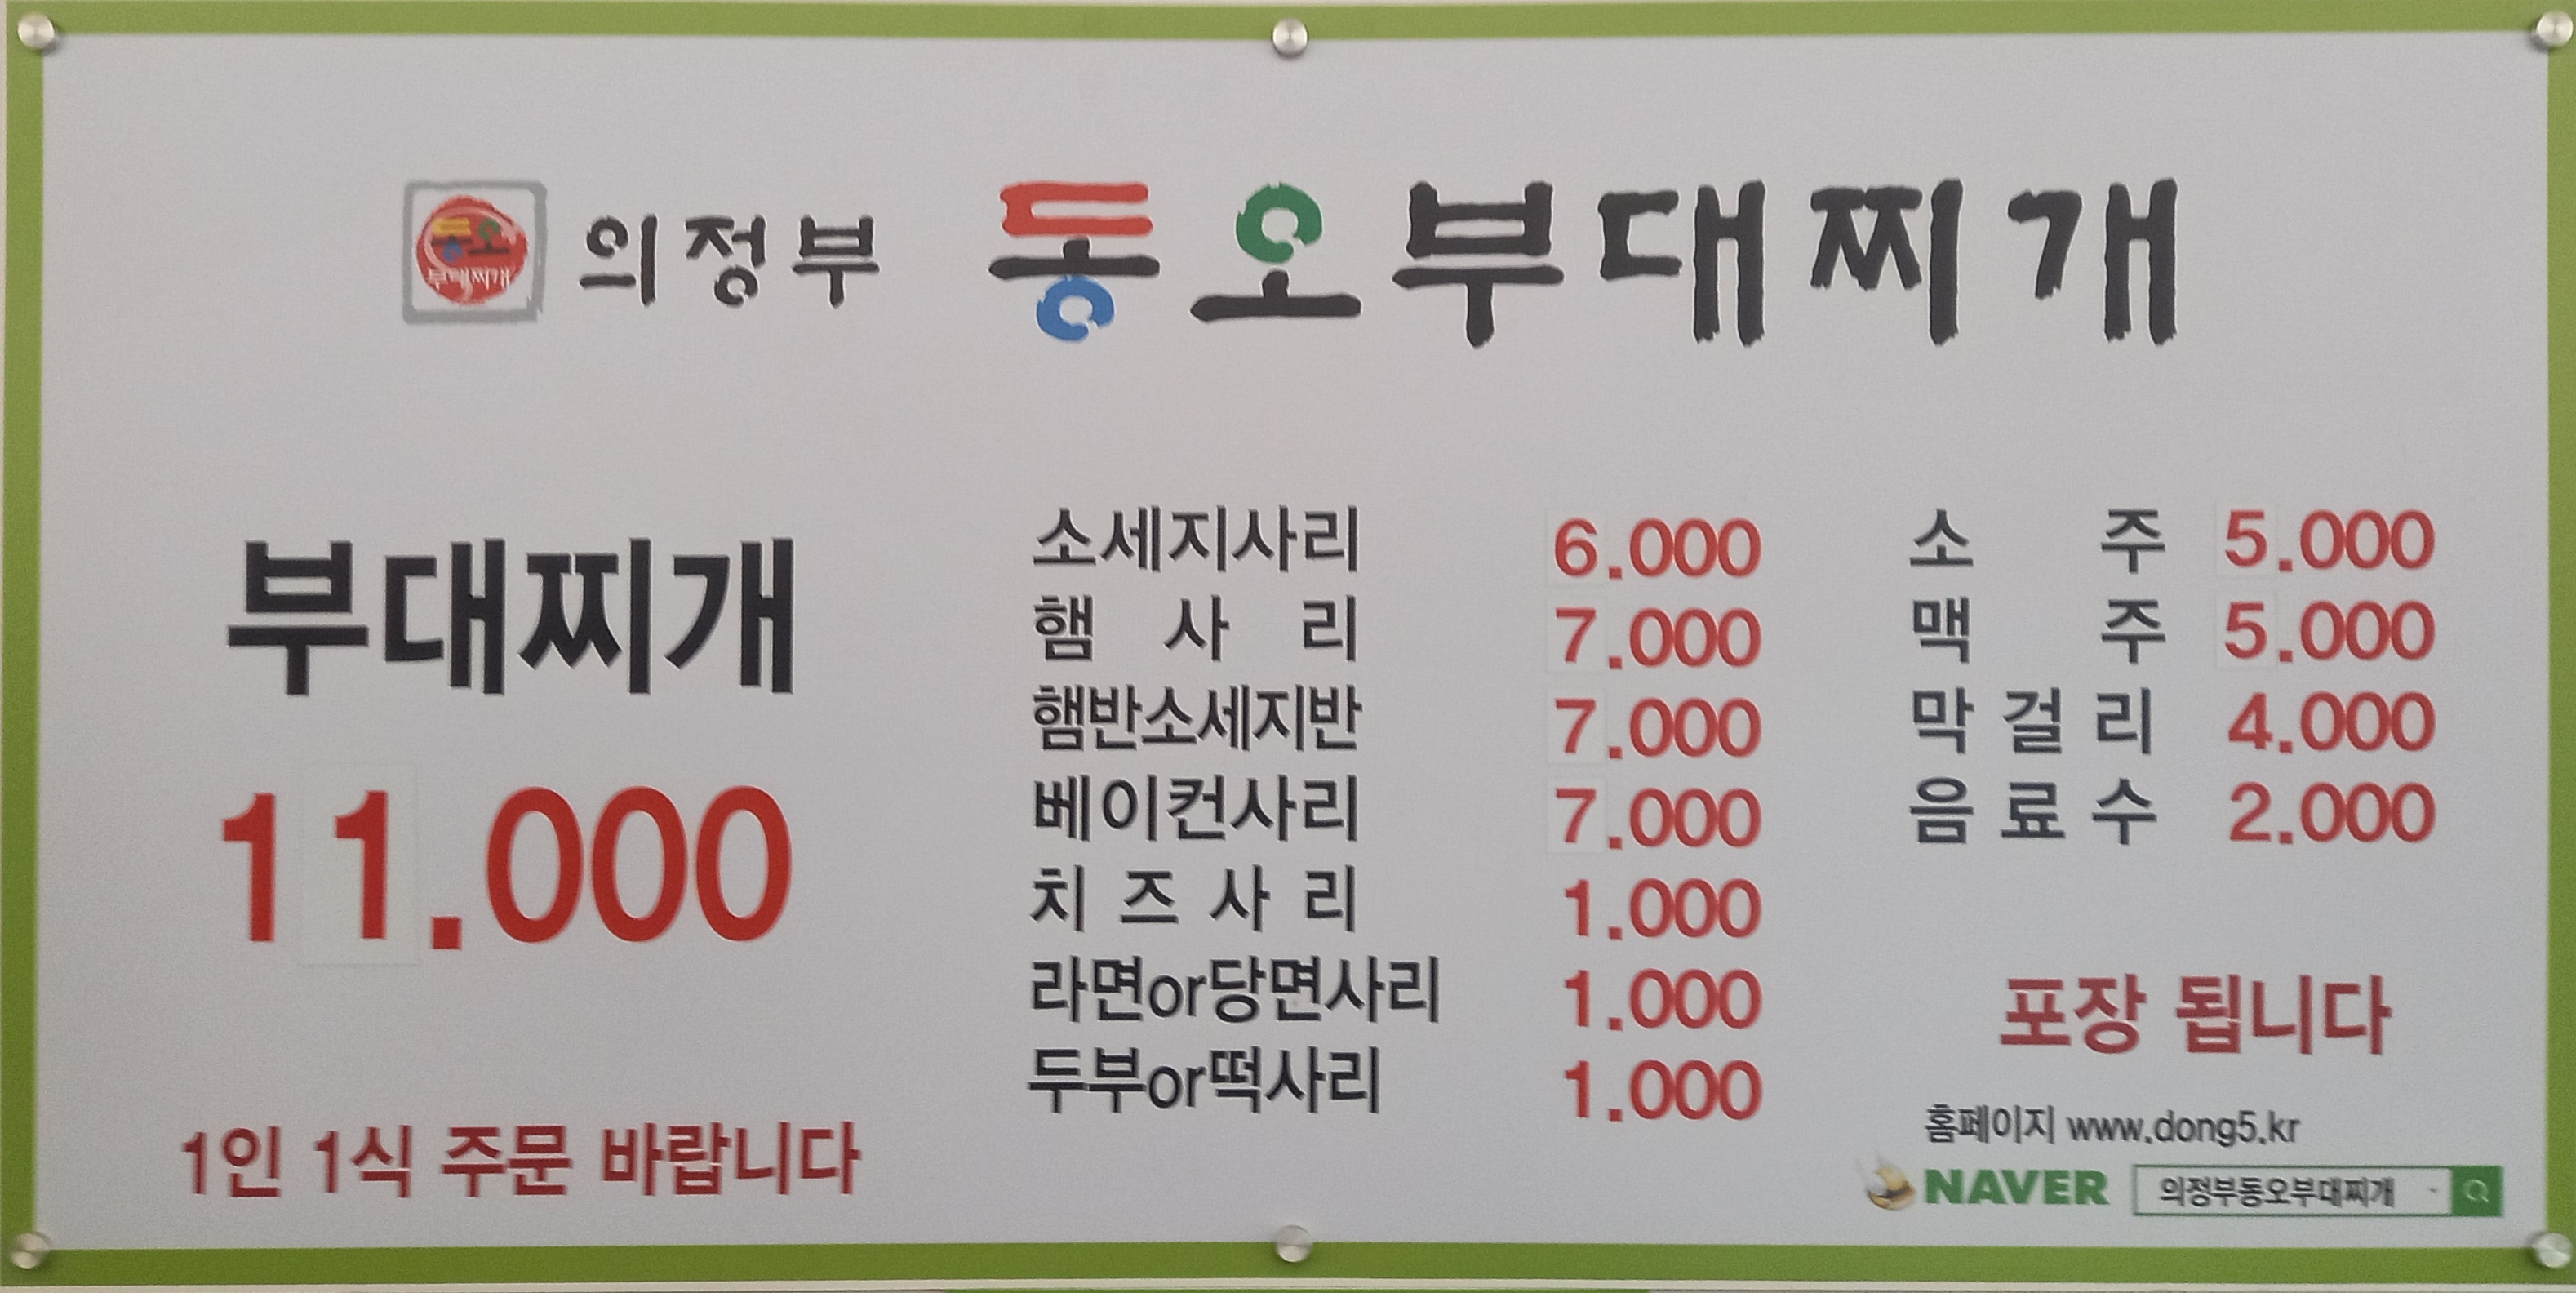 동오
부대찌개
의정부 동오부대찌개
부대찌개
11.000
1인 1식 주문 바랍니다
소세지사리 6.000
햄사리 7.000
햄반소세지반 7.000
베이컨사리 7.000
치즈사리 1.000
라면or당면사리 1.000
두부or떡사리 1.000
소주 5.000
맥주 5.000
막걸리 4.000
음료수 2.000
포장 됩니다
홈페이지 www.dong5.kr
NAVER 의정부동오부대찌개